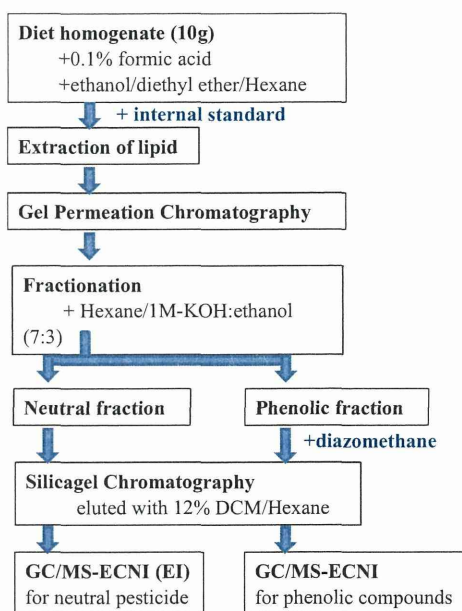 Diet homogenate (10g)
+0.1% formic acid
+ethanol/diethyl ether/Hexane
+ internal standard
Extraction of lipid
Gel Permeation Chromatography
Fractionation
+ Hexane/1M-KOH:ethanol
(7:3)
Neutral fraction
Phenolic fraction
+diazomethane
Silicagel Chromatography
eluted with 12% DCM/Hexane
GC/MS-ECNI (EI)
for neutral pesticide
GC/MS-ECNI
for phenolic compounds